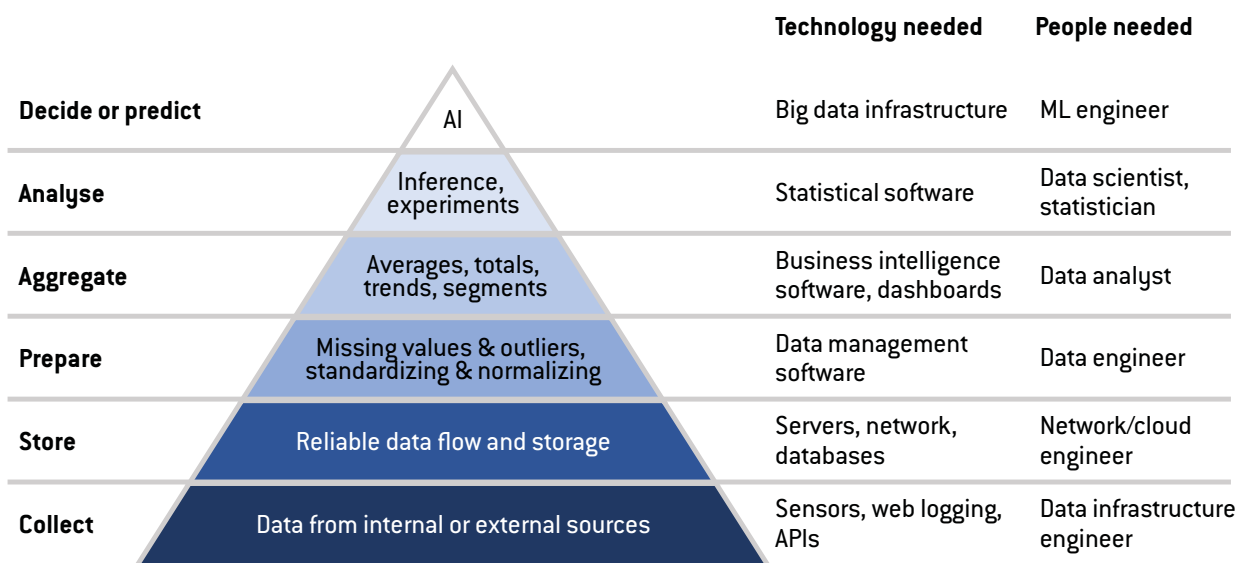 Technology needed
People needed
Decide or predict
AI
Big data infrastructure
ML engineer
Analyse
Inference,
experiments
Statistical software
Data scientist,
statistician
Aggregate
Averages, totals,
trends, segments
Business intelligence
software, dashboards
Data analyst
Prepare
Missing values & outliers,
standardizing & normalizing
Data management
software
Data engineer
Store
Reliable data flow and storage
Servers, network,
databases
Network/cloud
engineer
Collect
Data from internal or external sources
Sensors, web logging,
APIs
Data infrastructure
engineer